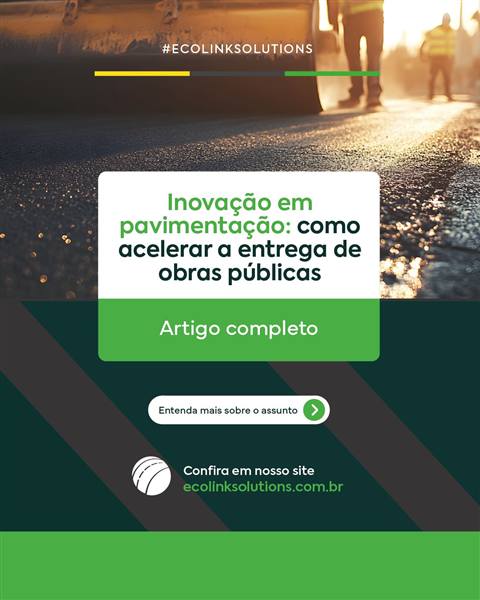 #ECOLINKSOLUTIONS
Inovação em
pavimentação: como
acelerar a entrega de
obras públicas
Artigo completo
Entenda mais sobre o assunto
Confira em nosso site
ecolinksolutions.com.br